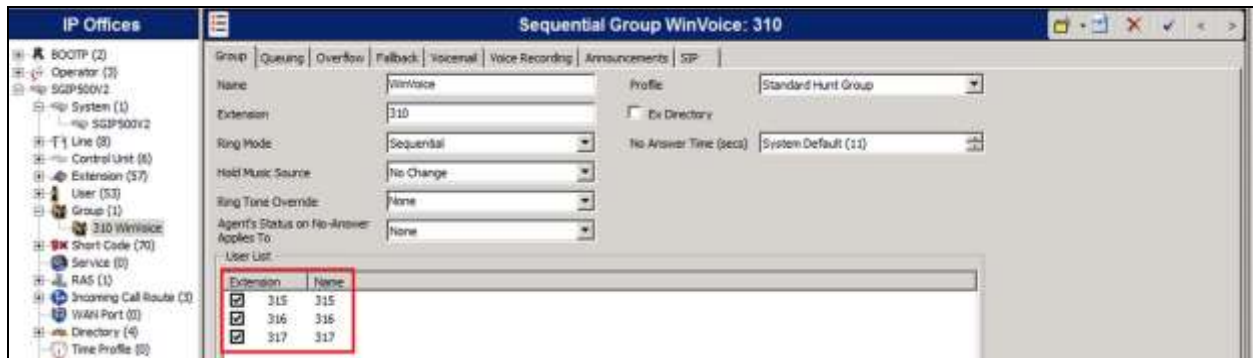 IP Offices
BOOTP (2)
Operator (3)
SGIP500V2
System (1)
SGIP500V2
Line (8)
Control Unit (6)
Extension (57)
User (53)
Group (1)
310 WinVoice
Short Code (70)
Service (0)
RAS (1)
Incoming Call Route (3)
WAN Port (0)
Directory (4)
Time Profile (0)
Sequential Group WinVoice: 310
Group Queuing Overflow Fallback Voicemail Voice Recording Announcements SIP
Name WinVoice Profile Standard Hunt Group
Extension 310 Ex Directory
Ring Mode Sequential No Answer Time (secs) System Default (11)
Hold Music Source No Change
Ring Tone Override None
Agent's Status on No-Answer
Applies To None
User List
Extension Name
315 315
316 316
317 317